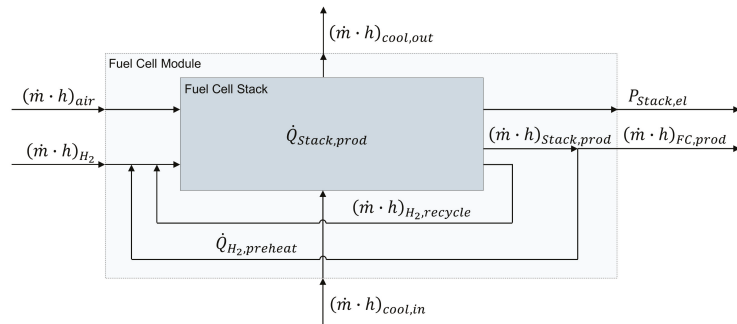 (ṁ · h)cool,out
Fuel Cell Module
Fuel Cell Stack
(ṁ · h)air
PStack,el
Q̇Stack,prod
(ṁ · h)Stack,prod
(ṁ · h)FC,prod
(ṁ · h)H2
(ṁ · h)H2,recycle
Q̇H2,preheat
(ṁ · h)cool,in